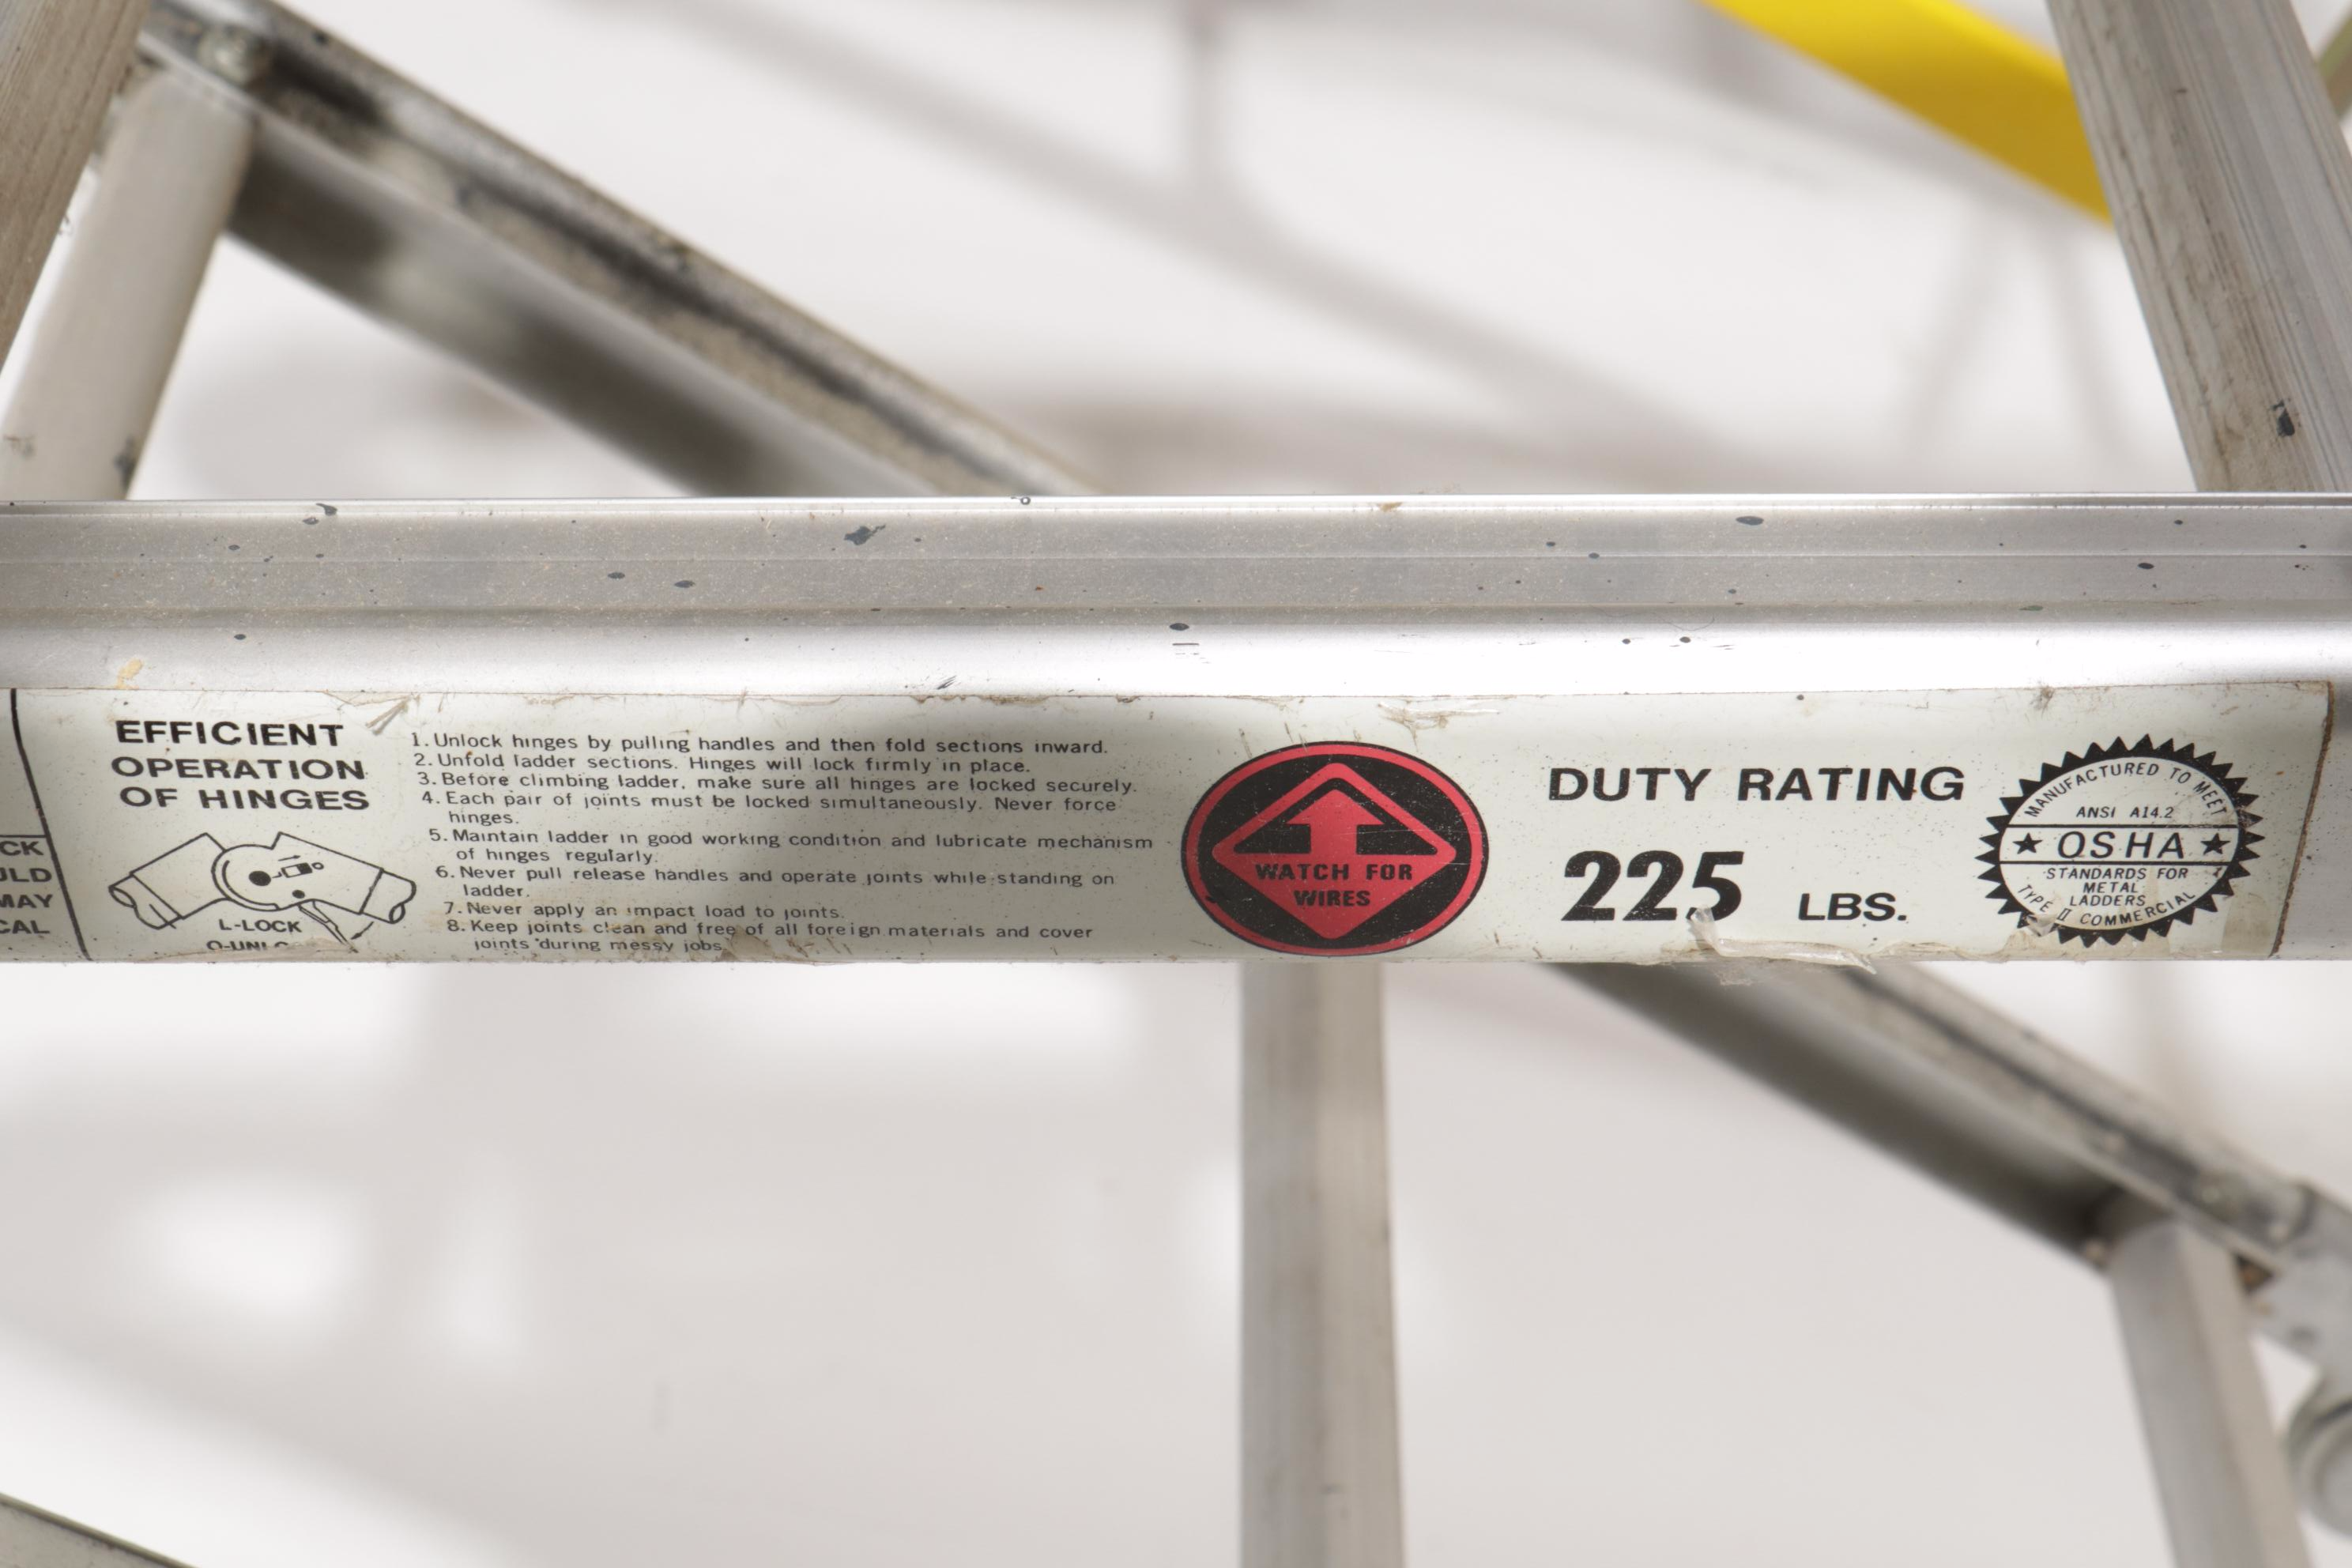 CK
ULD
MAY
CAL
EFFICIENT
OPERATION
OF HINGES
L-LOCK
1. Unlock hinges by pulling handles and then fold sections inward.
2. Unfold ladder sections. Hinges will lock firmly in place.
3. Before climbing ladder, make sure all hinges are locked securely.
4. Each pair of joints must be locked simultaneously. Never force
hinges.
5. Maintain ladder in good working condition and lubricate mechanism
of hinges regularly.
6. Never pull release handles and operate joints while standing on
ladder.
7. Never apply an impact load to joints.
8. Keep joints clean and free of all foreign materials and cover
joints during messy jobs.
WATCH FOR
WIRES
DUTY RATING
225 LBS.
MANUFACTURED TO MEET
ANSI A14.2
★ OSHA ★
STANDARDS FOR
METAL
LADDERS
TYPE II COMMERCIAL